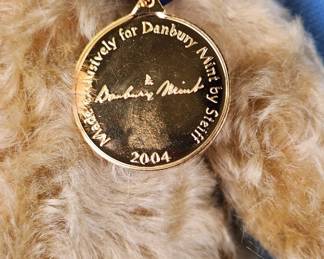 Made exclusively for Danbury Mint by Steiff
&
Danbury Mint
2004